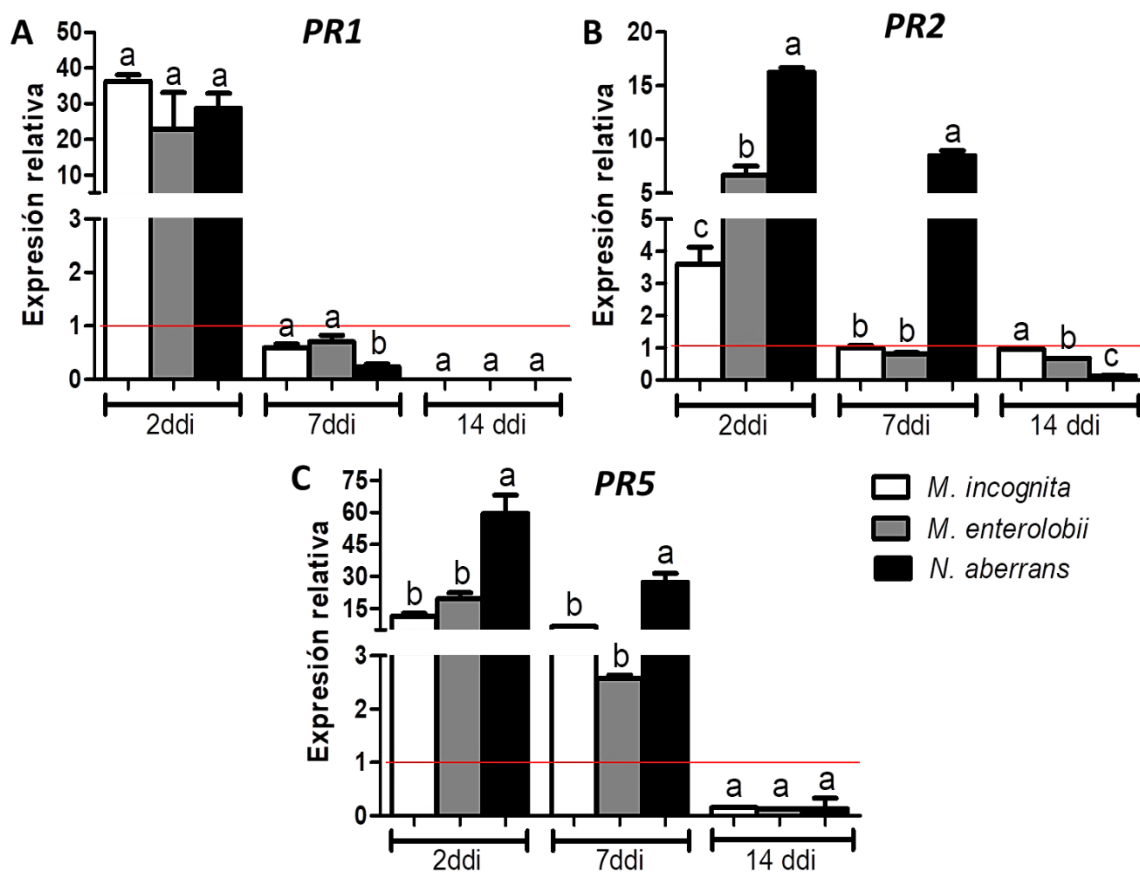 A
PR1
Expresión relativa
50
40
30
20
10
3
2
1
0
a
a
a
a
a
b
a
a
a
2ddi
7ddi
14 ddi
B
PR2
Expresión relativa
20
15
10
5
5
4
3
2
1
0
c
b
a
b
b
a
a
b
c
2ddi
7ddi
14 ddi
C
PR5
Expresión relativa
75
60
45
30
15
3
2
1
0
b
b
a
b
b
a
a
a
a
2ddi
7ddi
14 ddi
M. incognita
M. enterolobii
N. aberrans